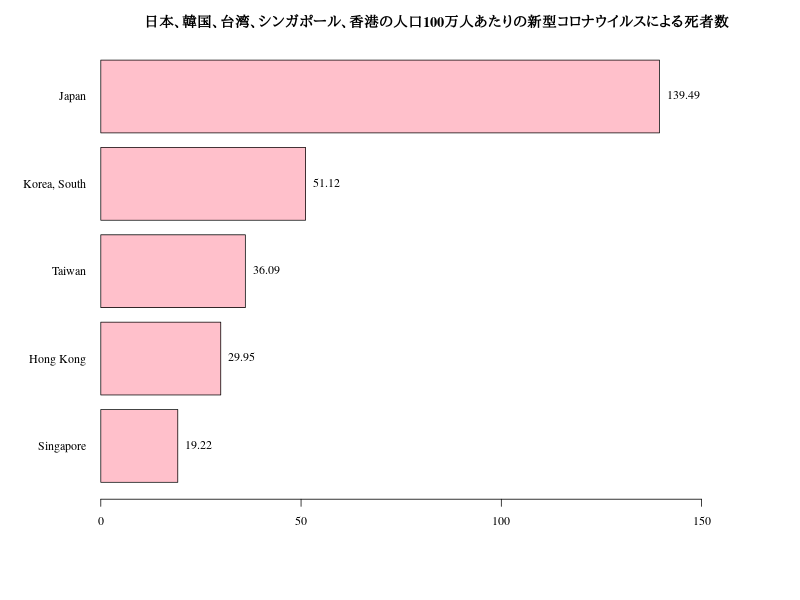 日本、韓国、台湾、シンガポール、香港の人口100万人あたりの新型コロナウイルスによる死者数
Japan 139.49
Korea, South 51.12
Taiwan 36.09
Hong Kong 29.95
Singapore 19.22
0 50 100 150